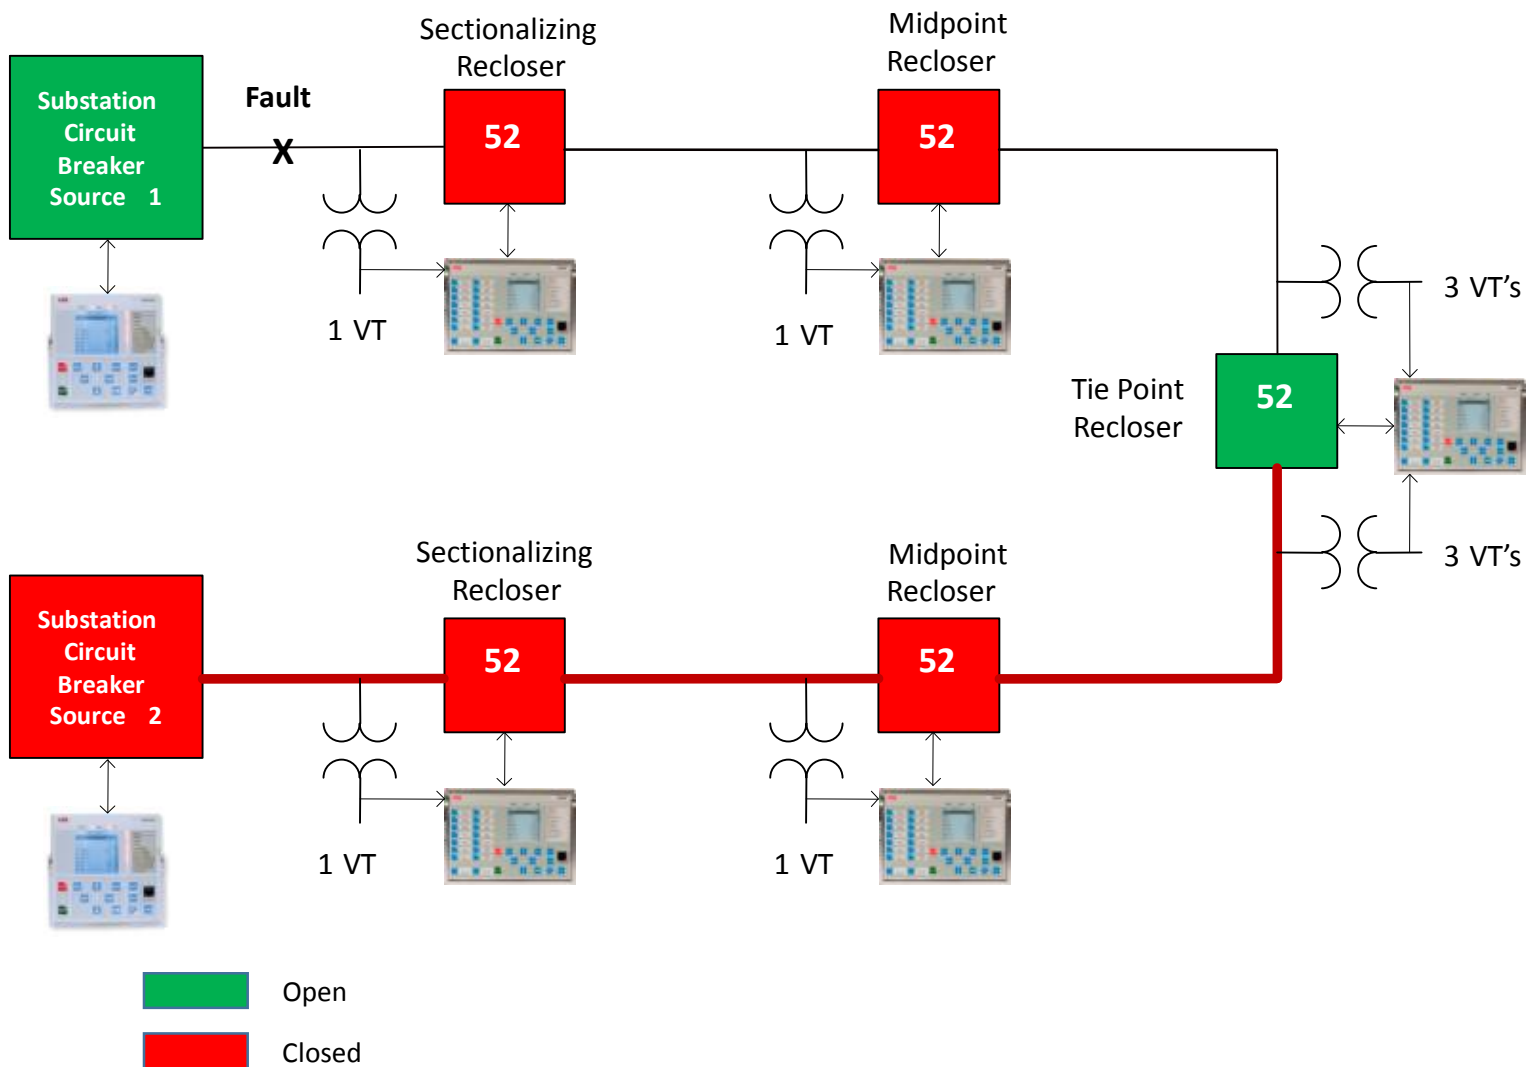 Sectionalizing
Recloser
Midpoint
Recloser
Substation
Circuit
Breaker
Source 1
Fault
X
52
52
1 VT
1 VT
3 VT's
Tie Point
Recloser
52
3 VT's
Sectionalizing
Recloser
Midpoint
Recloser
Substation
Circuit
Breaker
Source 2
52
52
1 VT
1 VT
Open
Closed